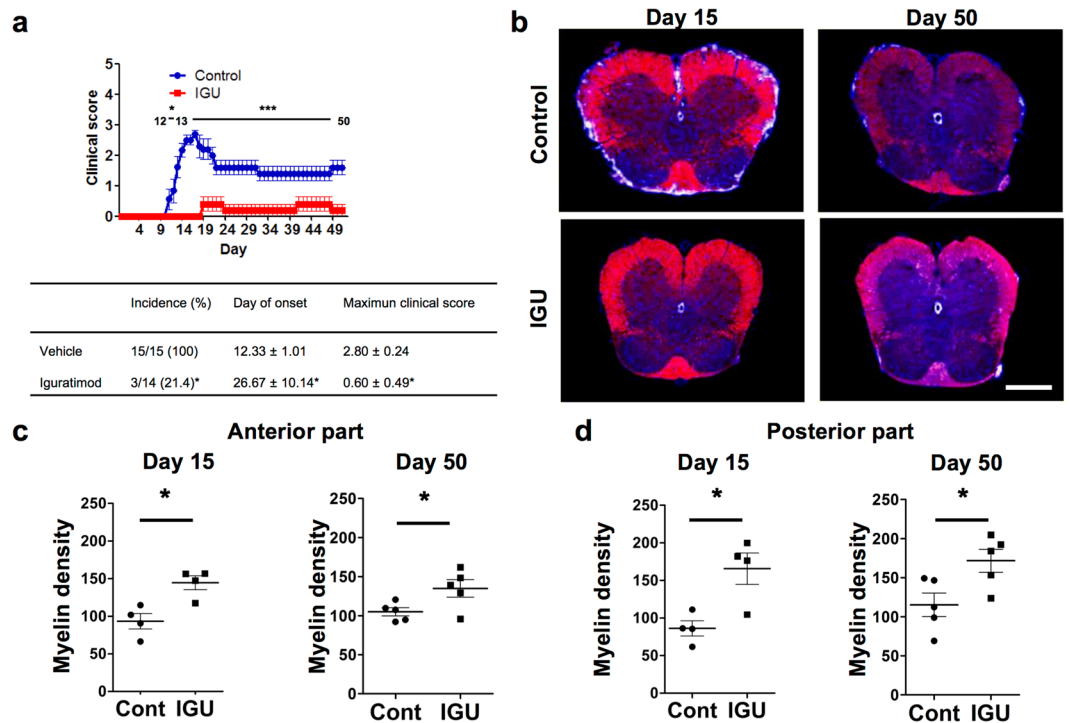 a
Control
IGU
*
***
12
13
50
Clinical score
5
4
3
2
1
0
4 9 14 19 24 29 34 39 44 49
Day
Incidence (%) Day of onset Maximun clinical score
Vehicle 15/15 (100) 12.33 ± 1.01 2.80 ± 0.24
Iguratimod 3/14 (21.4)* 26.67 ± 10.14* 0.60 ± 0.49*
b
Day 15 Day 50
Control
IGU
c
Anterior part
Day 15
*
Myelin density
250
200
150
100
50
0
Cont IGU
Day 50
*
Myelin density
250
200
150
100
50
0
Cont IGU
d
Posterior part
Day 15
*
Myelin density
250
200
150
100
50
0
Cont IGU
Day 50
*
Myelin density
250
200
150
100
50
0
Cont IGU